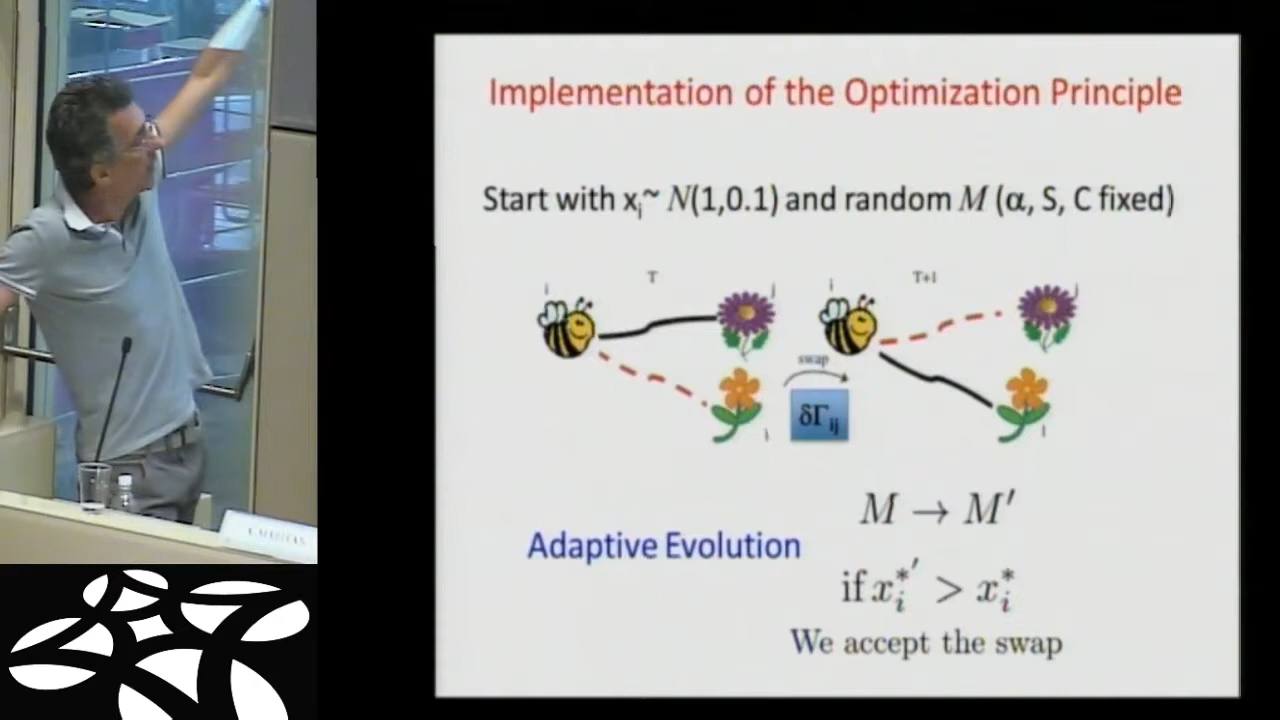 Implementation of the Optimization Principle
Start with xᵢ~ N(1,0.1) and random M (α, S, C fixed)
i T j i T+1 j
swap
δΓᵢⱼ
M → M′
Adaptive Evolution
if xᵢ*′ > xᵢ*
We accept the swap